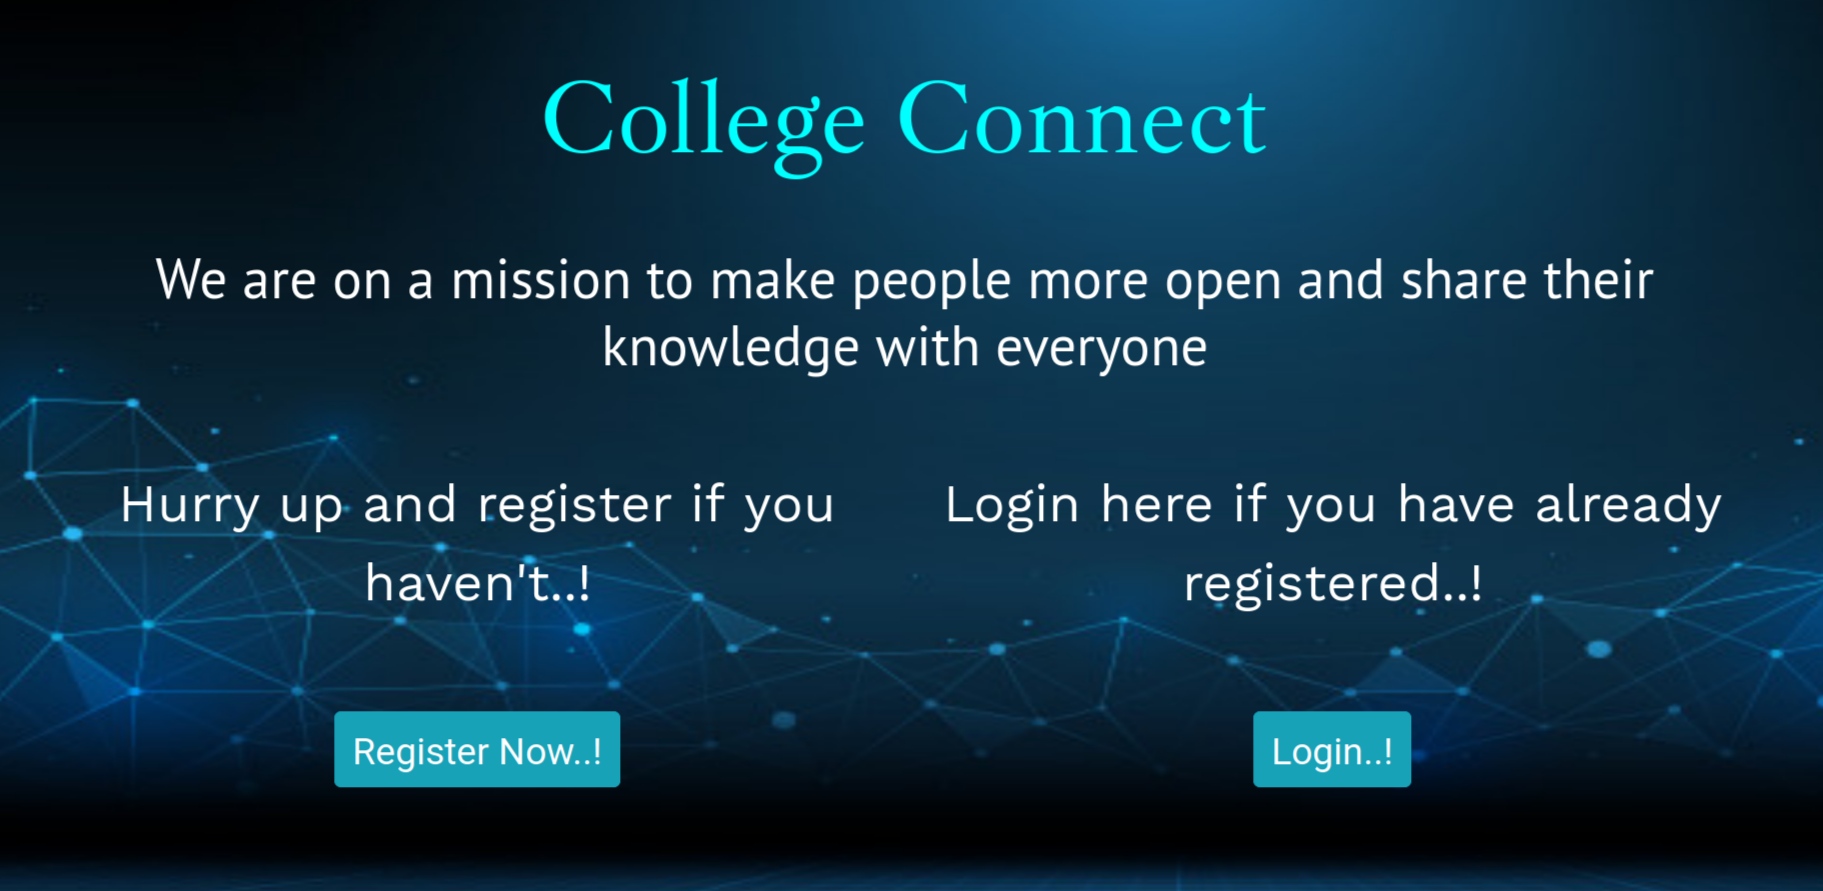 College Connect
We are on a mission to make people more open and share their
knowledge with everyone
Hurry up and register if you
haven't..!
Login here if you have already
registered..!
Register Now..!
Login..!